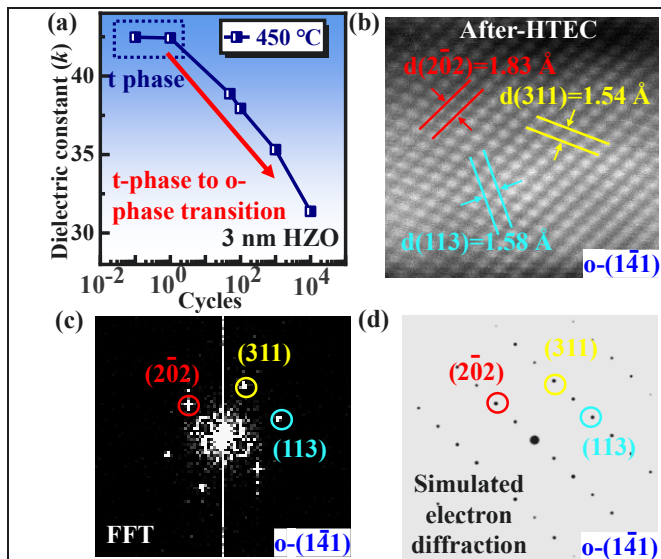 (a)
450 °C
t phase
t-phase to o-
phase transition
3 nm HZO
Dielectric constant (k)
40
35
30
10⁻²
10⁰
10²
10⁴
Cycles
(b)
After-HTEC
d(2̄02)=1.83 Å
d(311)=1.54 Å
d(113)=1.58 Å
o-(14̄1)
(c)
(2̄02)
(311)
(113)
FFT
o-(14̄1)
(d)
(2̄02)
(311)
(113)
Simulated
electron
diffraction
o-(14̄1)